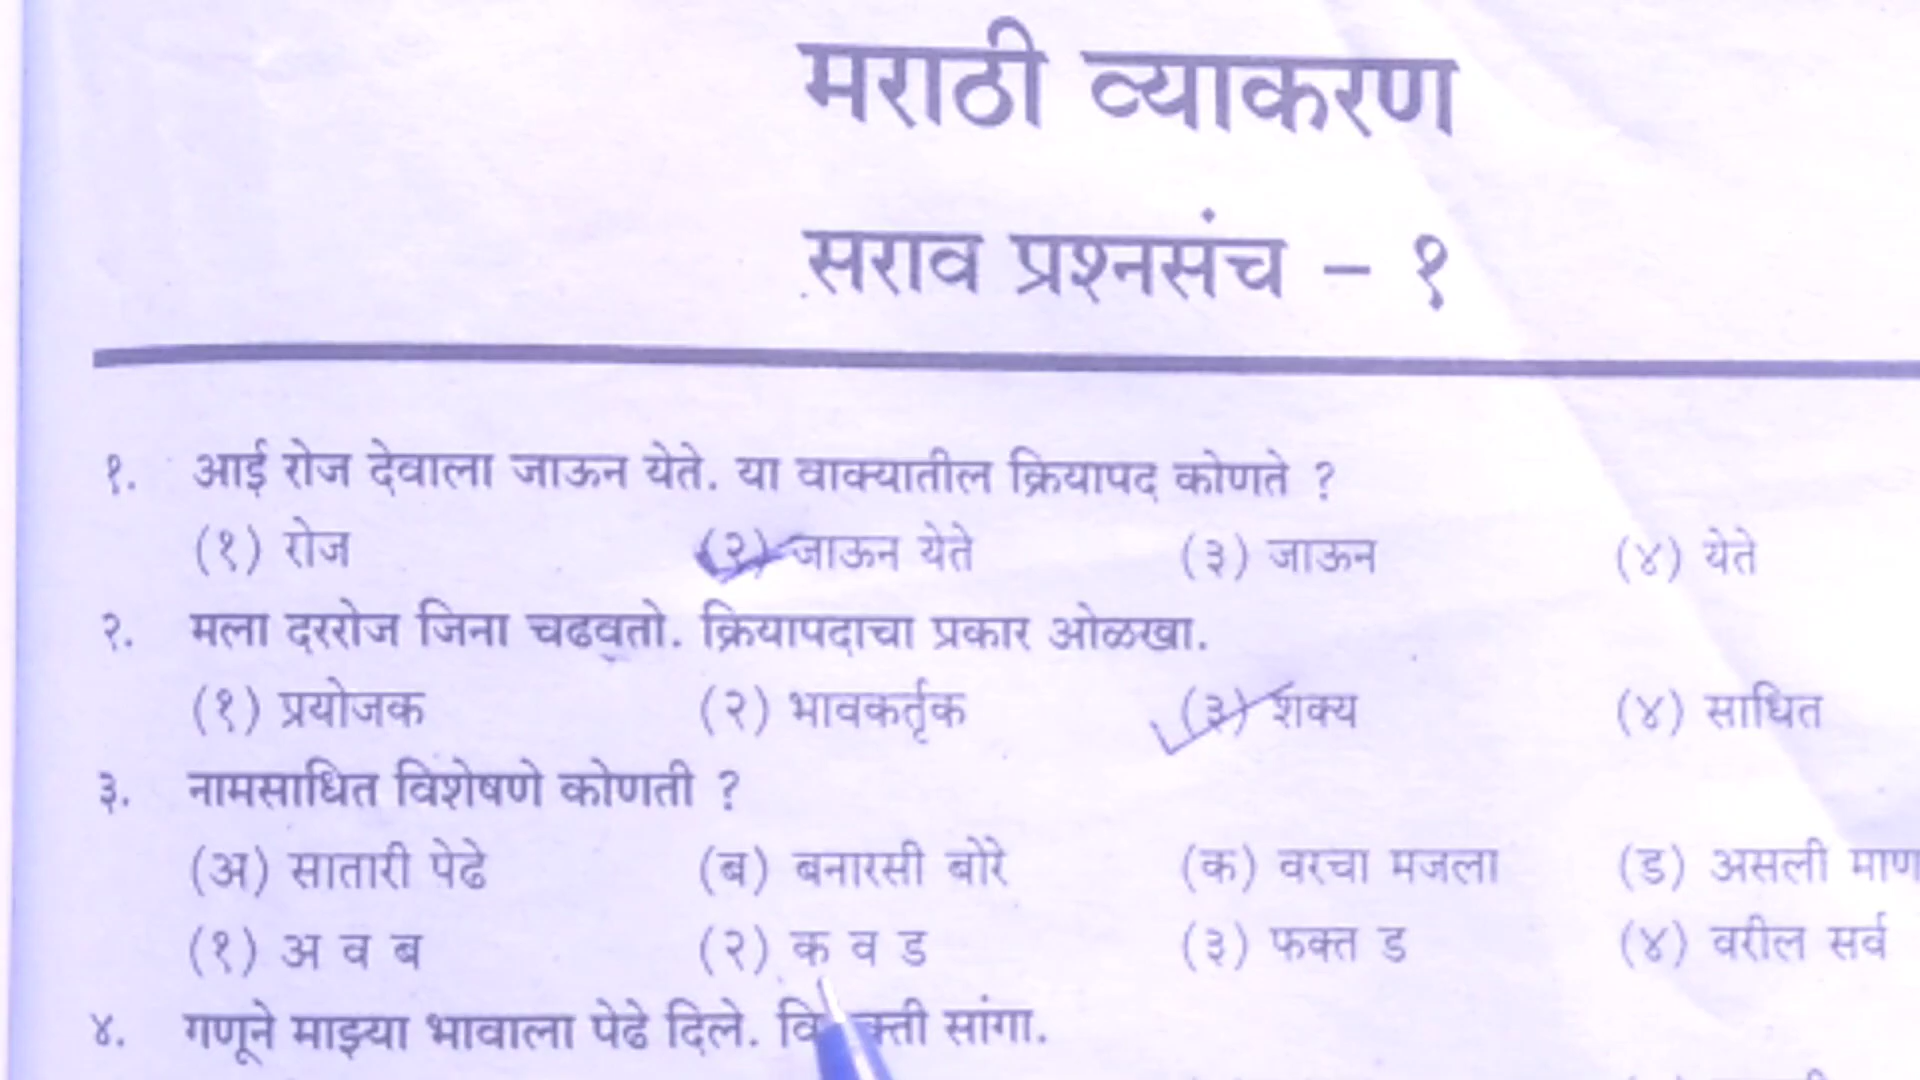 मराठी व्याकरण
सराव प्रश्नसंच – १
१. आई रोज देवाला जाऊन येते. या वाक्यातील क्रियापद कोणते ?
(१) रोज (२) जाऊन येते (३) जाऊन (४) येते
२. मला दररोज जिना चढवतो. क्रियापदाचा प्रकार ओळखा.
(१) प्रयोजक (२) भावकर्तृक (३) शक्य (४) साधित
३. नामसाधित विशेषणे कोणती ?
(अ) सातारी पेढे (ब) बनारसी बोरे (क) वरचा मजला (ड) असली
(१) अ व ब (२) क व ड (३) फक्त ड (४) वरील सर्व
४. गणूने माझ्या भावाला पेढे दिले. सांगा.